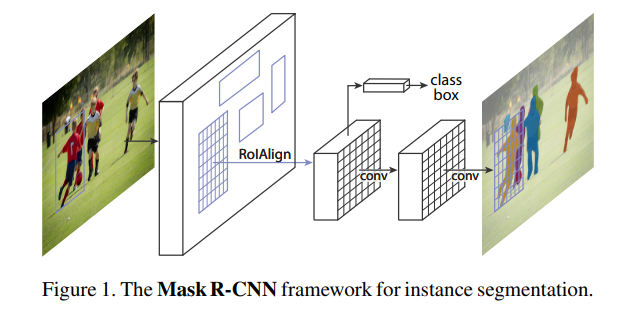 class
box
RoIAlign
conv
conv
Figure 1. The Mask R-CNN framework for instance segmentation.